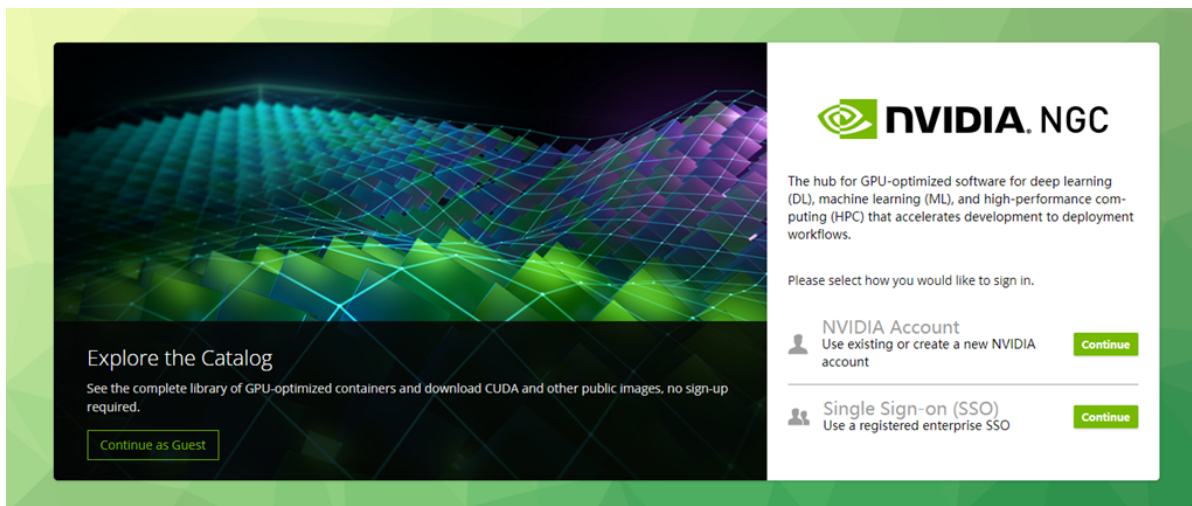 Explore the Catalog
See the complete library of GPU-optimized containers and download CUDA and other public images, no sign-up
required.
Continue as Guest
NVIDIA. NGC
The hub for GPU-optimized software for deep learning
(DL), machine learning (ML), and high-performance com-
puting (HPC) that accelerates development to deployment
workflows.
Please select how you would like to sign in.
NVIDIA Account
Use existing or create a new NVIDIA
account
Continue
Single Sign-on (SSO)
Use a registered enterprise SSO
Continue